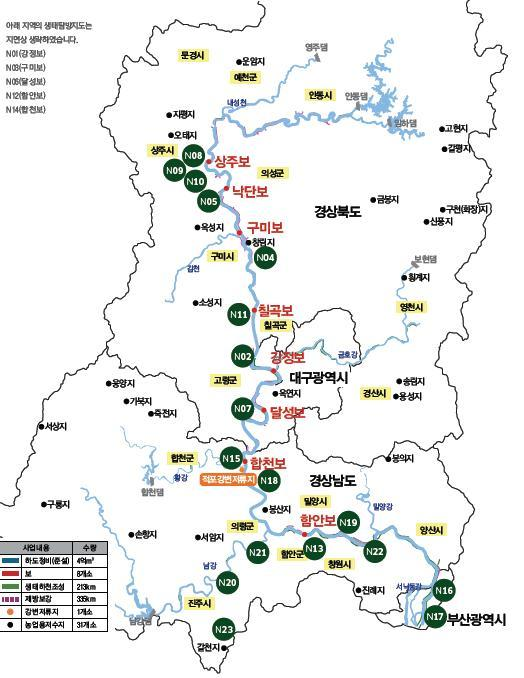 아래 지역의 생태탐방지도는
지면상 생략하였습니다.
N01(강정보)
N03(구미보)
N06(달성보)
N12(함안보)
N14(합천보)
문경시
운암지
예천군
영주댐
내성천
안동시
안동댐
임하댐
지평지
오태지
고현지
갈평지
상주시
N08
상주보
N09
N10
의성군
낙단보
N05
경상북도
금봉지
구천(화장)지
신풍지
옥성지
구미보
창림지
구미시
N04
감천
보현댐
횡계지
소성지
N11
칠곡보
칠곡군
영천시
N02
강정보
금호강
고령군
대구광역시
옥연지
송림지
용성지
경산시
웅양지
가북지
죽전지
N07
달성보
서상지
합천군
N15
합천보
적포강변저류지
N18
황강
합천댐
봉의지
경상남도
구룡지
봉산지
밀양시
밀양강
의령군
함안보
N19
양산시
손항지
서암지
N21
함안군
N13
창원시
N22
남강
N20
진례지
서낙동강
N16
진주시
남강댐
N17
부산광역시
N23
갈천지
사업내용 수량
하도정비(준설) 4억㎥
보 8개소
생태하천조성 213km
제방보강 335km
강변저류지 1개소
농업용저수지 31개소